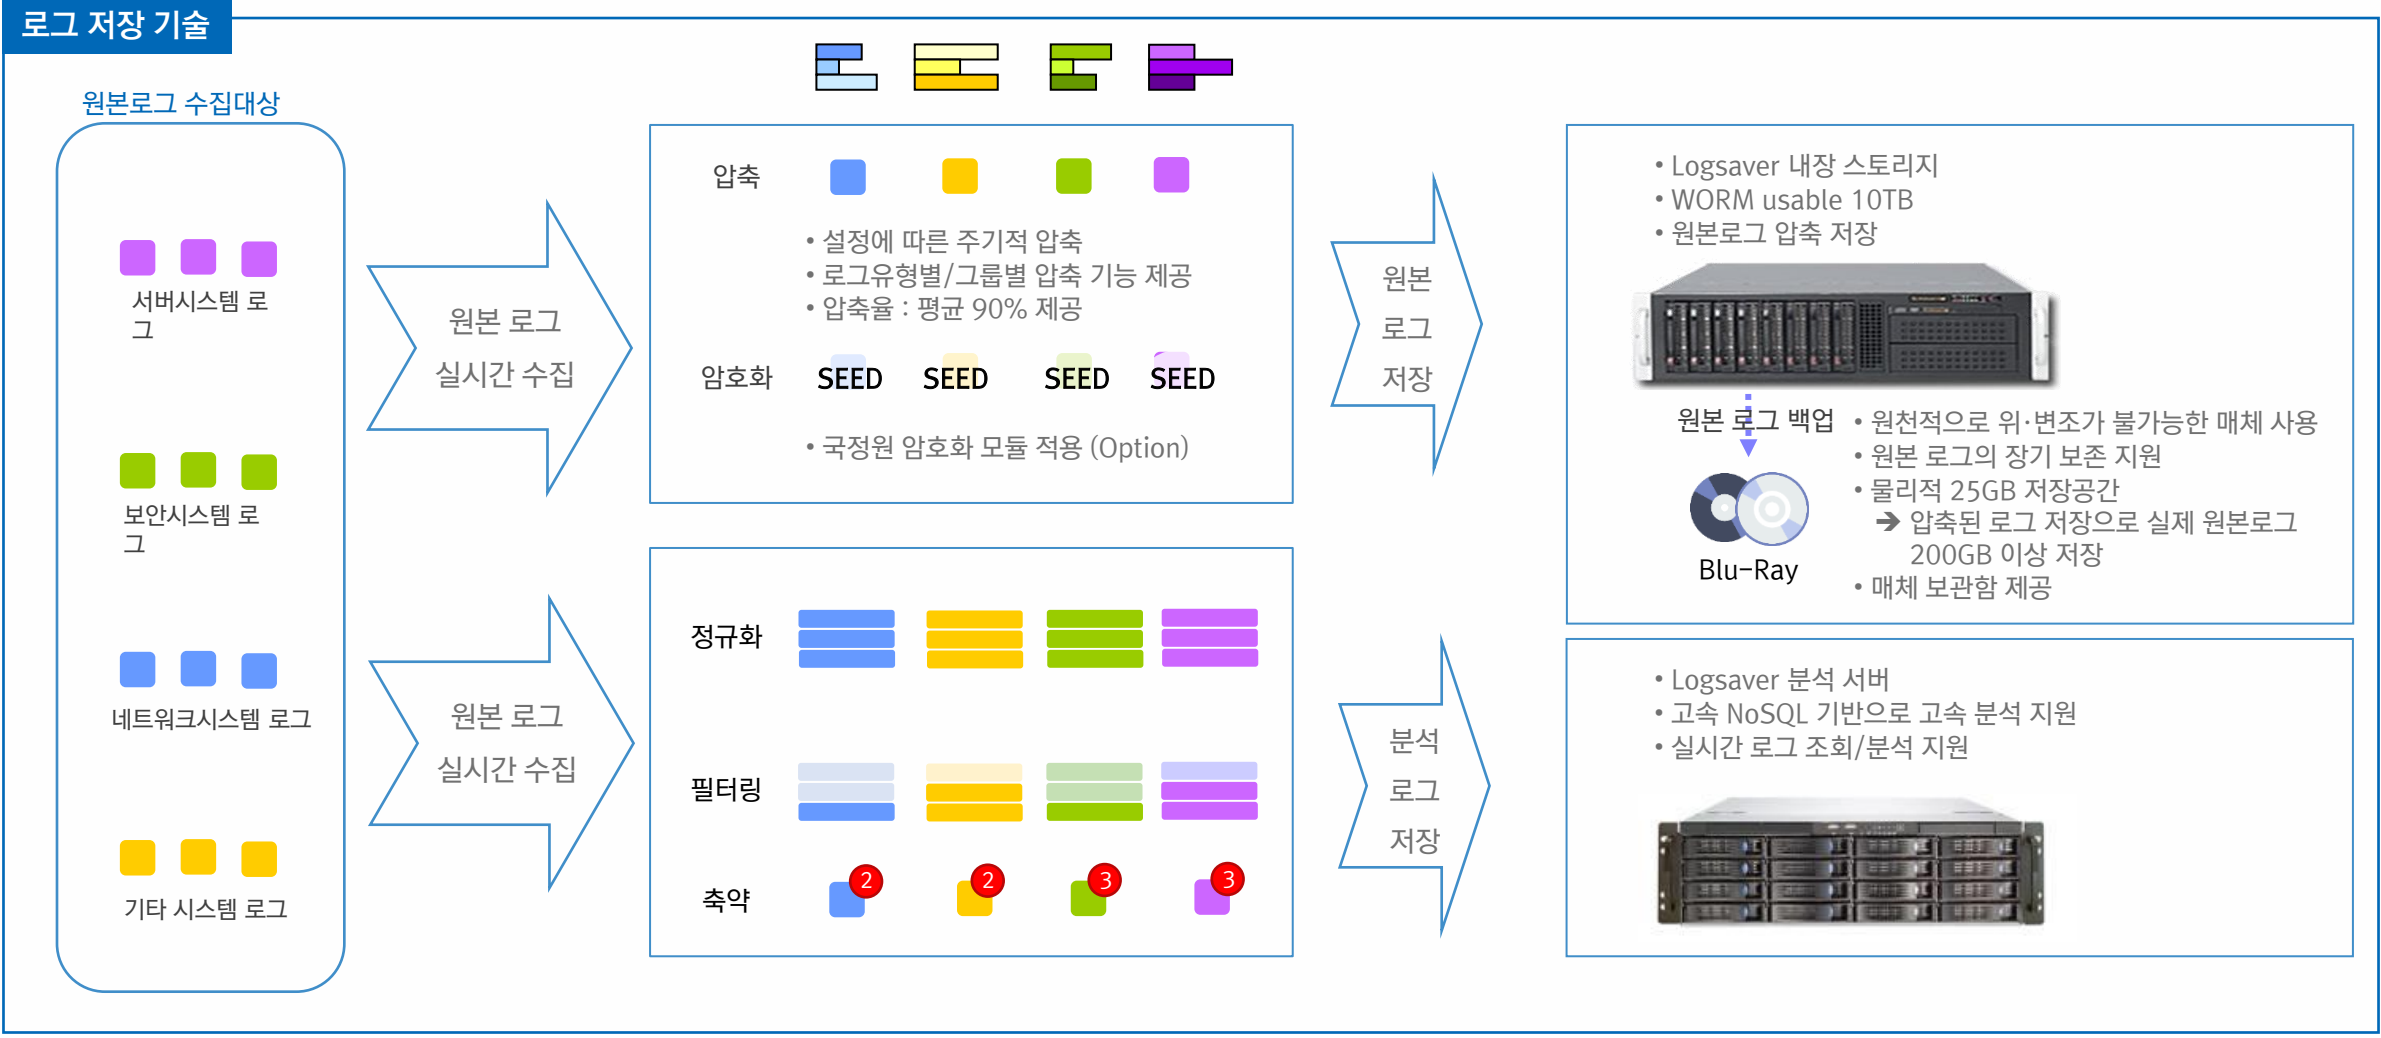 로그 저장 기술
원본로그 수집대상
서버시스템 로
그
보안시스템 로
그
네트워크시스템 로그
기타 시스템 로그
원본 로그
실시간 수집
원본 로그
실시간 수집
압축
• 설정에 따른 주기적 압축
• 로그유형별/그룹별 압축 기능 제공
• 압축율 : 평균 90% 제공
암호화
SEED SEED SEED SEED
• 국정원 암호화 모듈 적용 (Option)
정규화
필터링
축약
2 2 3 3
원본
로그
저장
분석
로그
저장
• Logsaver 내장 스토리지
• WORM usable 10TB
• 원본로그 압축 저장
원본 로그 백업
Blu-Ray
• 원천적으로 위·변조가 불가능한 매체 사용
• 원본 로그의 장기 보존 지원
• 물리적 25GB 저장공간
➔ 압축된 로그 저장으로 실제 원본로그
200GB 이상 저장
• 매체 보관함 제공
• Logsaver 분석 서버
• 고속 NoSQL 기반으로 고속 분석 지원
• 실시간 로그 조회/분석 지원